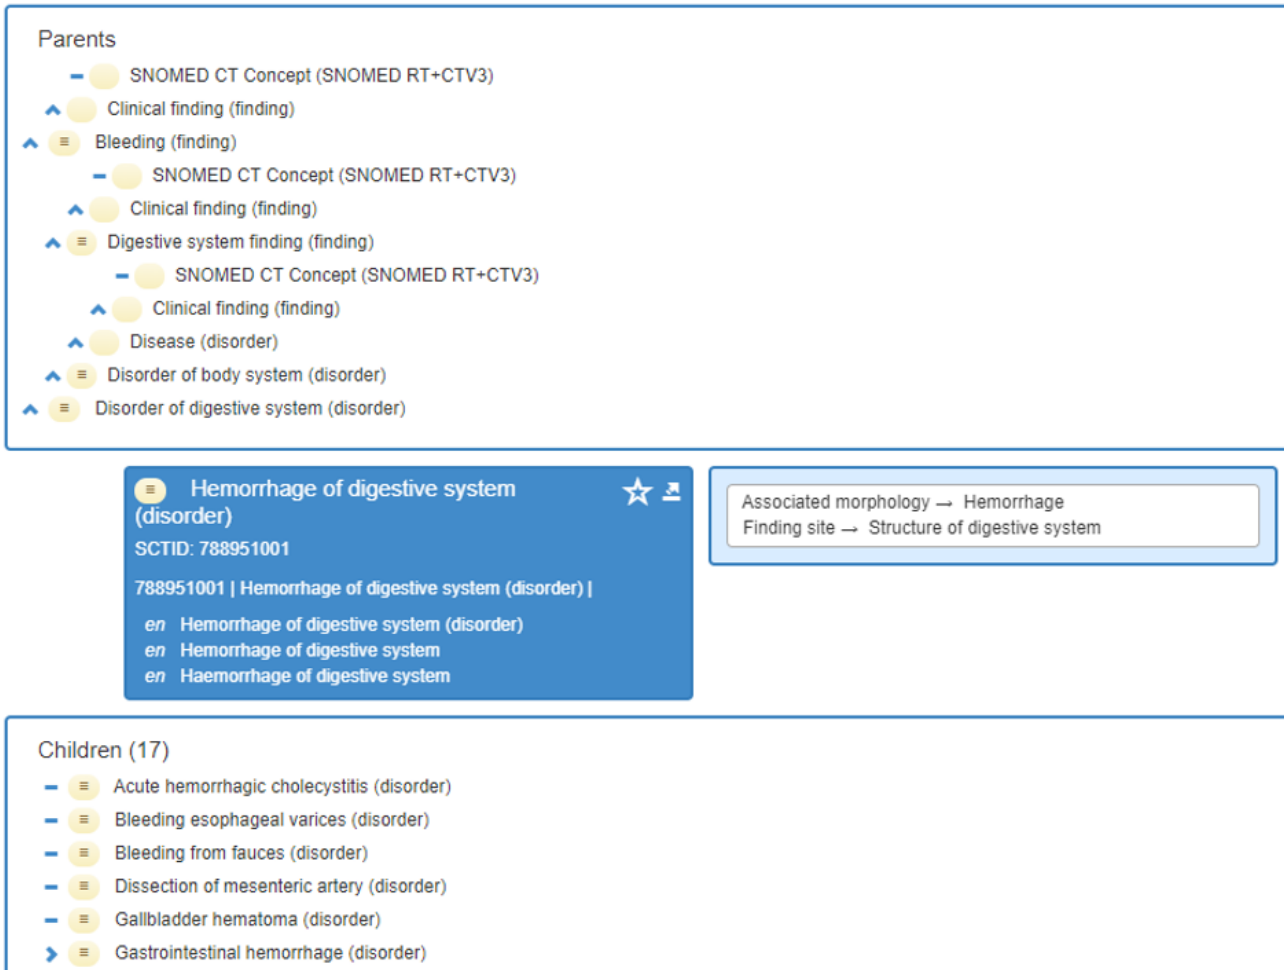 Parents
SNOMED CT Concept (SNOMED RT+CTV3)
Clinical finding (finding)
Bleeding (finding)
SNOMED CT Concept (SNOMED RT+CTV3)
Clinical finding (finding)
Digestive system finding (finding)
SNOMED CT Concept (SNOMED RT+CTV3)
Clinical finding (finding)
Disease (disorder)
Disorder of body system (disorder)
Disorder of digestive system (disorder)
Hemorrhage of digestive system
(disorder)
SCTID: 788951001
788951001 | Hemorrhage of digestive system (disorder) |
en Hemorrhage of digestive system (disorder)
en Hemorrhage of digestive system
en Haemorrhage of digestive system
Associated morphology → Hemorrhage
Finding site → Structure of digestive system
Children (17)
Acute hemorrhagic cholecystitis (disorder)
Bleeding esophageal varices (disorder)
Bleeding from fauces (disorder)
Dissection of mesenteric artery (disorder)
Gallbladder hematoma (disorder)
Gastrointestinal hemorrhage (disorder)